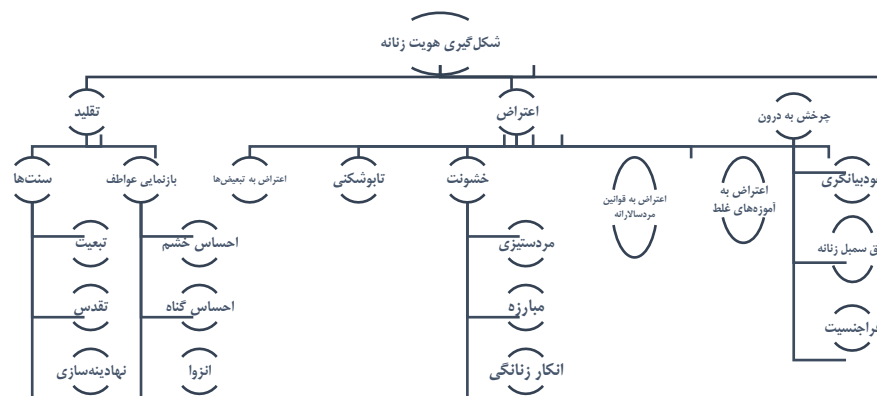 شکل‌گیری هویت زنانه
تقلید
اعتراض
چرخش به درون
سنت‌ها
بازنمایی عواطف
اعتراض به تبعیض‌ها
تابوشکنی
خشونت
اعتراض به قوانین
مردسالارانه
اعتراض به
آموزه‌های غلط
تبعیت
تقدس
نهادینه‌سازی
احساس خشم
احساس گناه
انزوا
مردستیزی
مبارزه
انکار زنانگی
سمبل زنانه